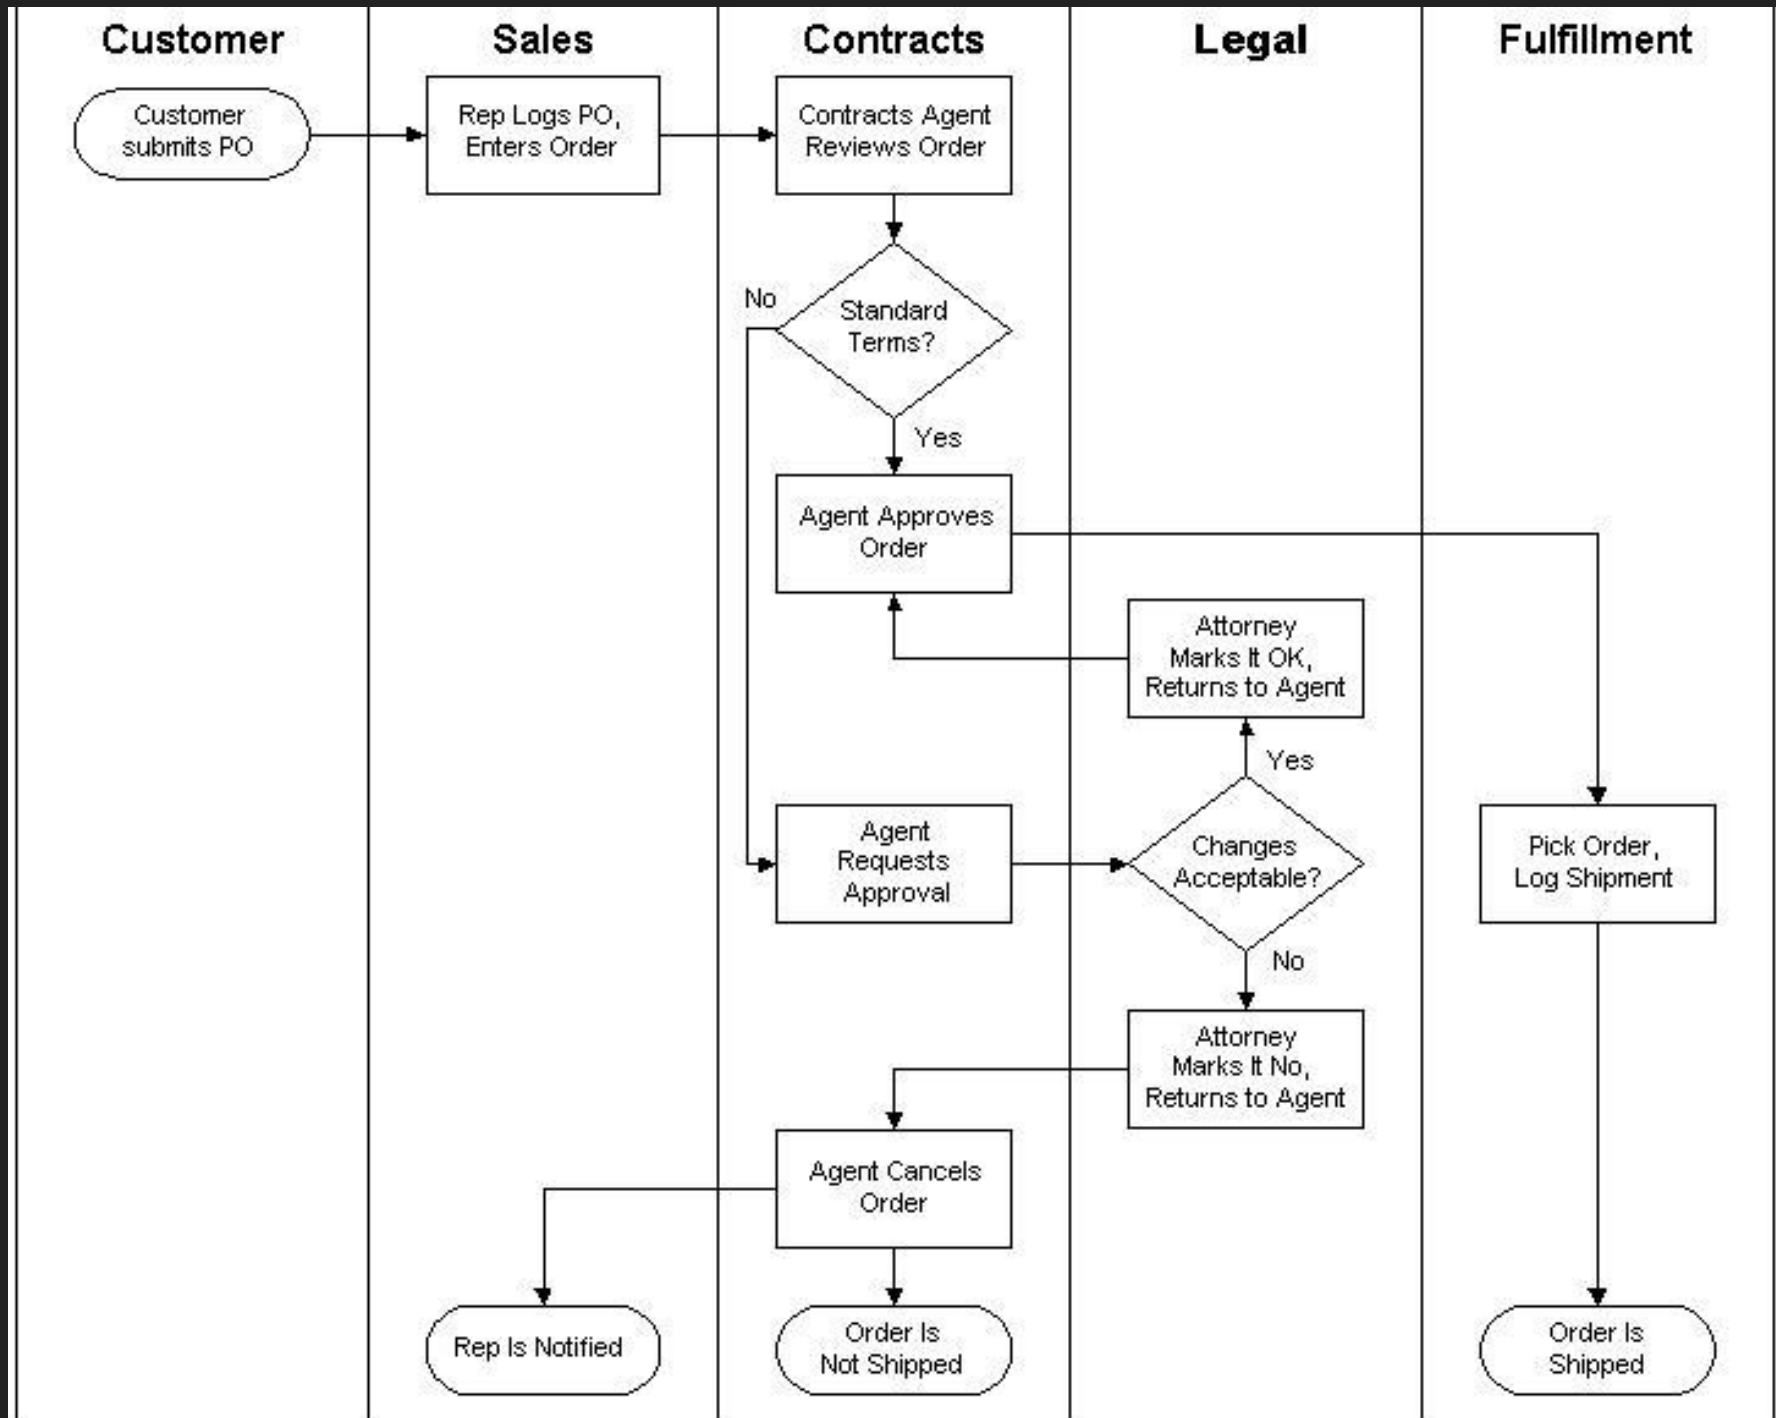 Customer
Sales
Contracts
Legal
Fulfillment
Customer
submits PO
Rep Logs PO,
Enters Order
Contracts Agent
Reviews Order
No
Standard
Terms?
Yes
Agent Approves
Order
Attorney
Marks It OK,
Returns to Agent
Yes
Agent
Requests
Approval
Changes
Acceptable?
Pick Order,
Log Shipment
No
Attorney
Marks It No,
Returns to Agent
Agent Cancels
Order
Rep Is Notified
Order Is
Not Shipped
Order Is
Shipped